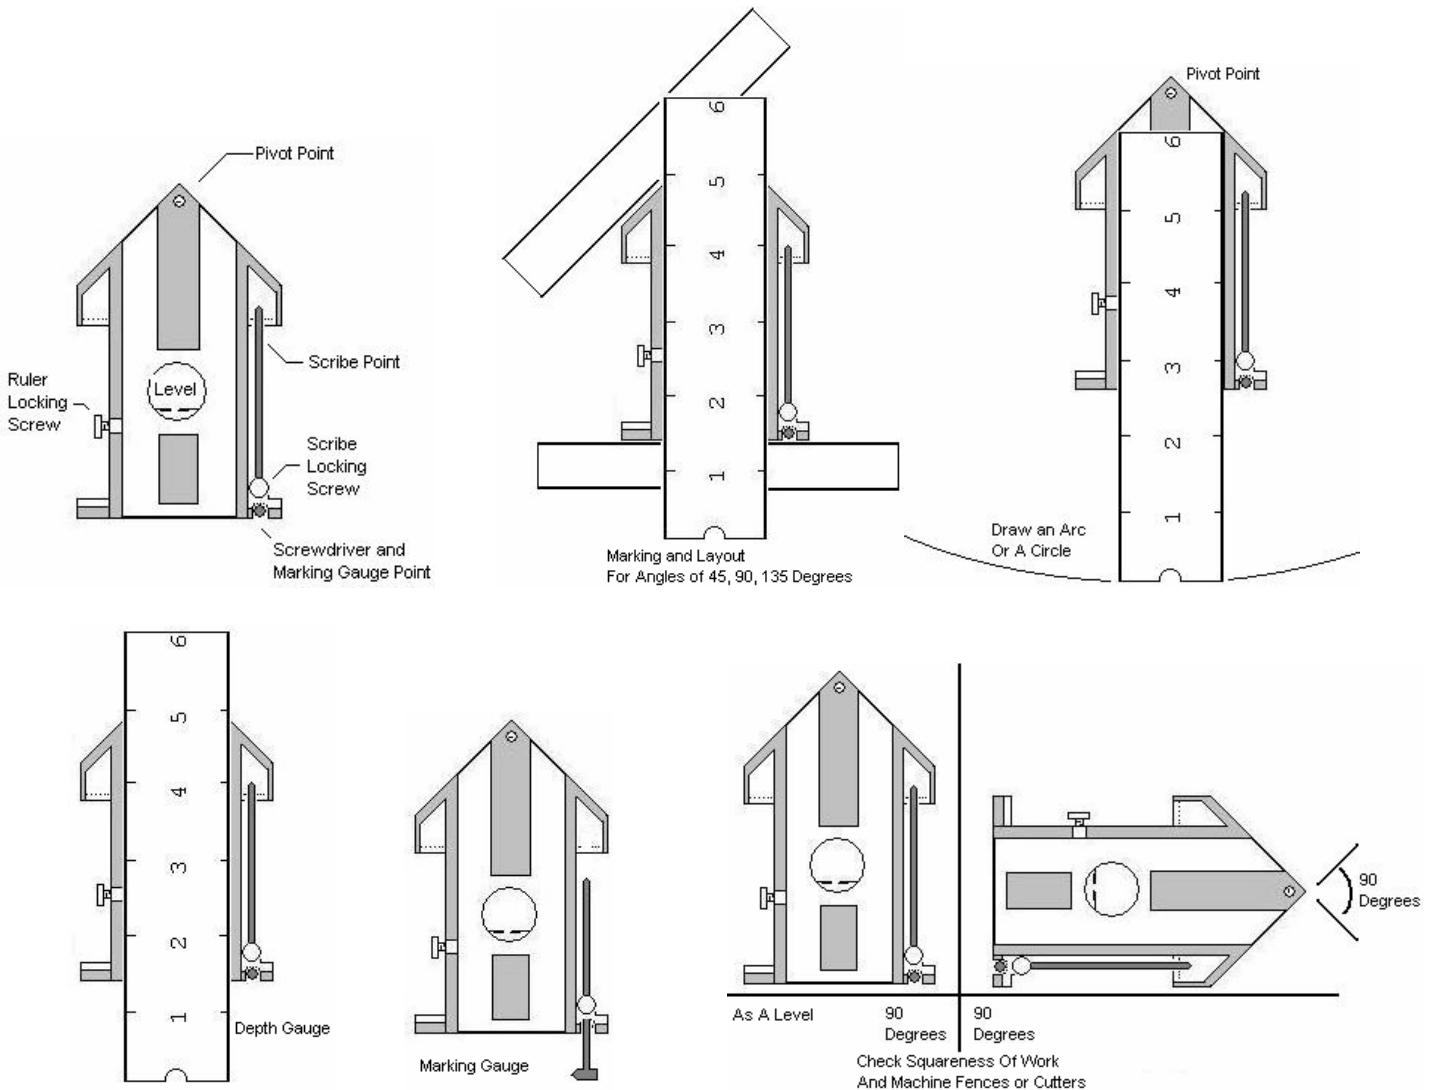 Pivot Point
Level
Scribe Point
Ruler
Locking
Screw
Scribe
Locking
Screw
Screwdriver and
Marking Gauge Point
6
5
4
3
2
1
Marking and Layout
For Angles of 45, 90, 135 Degrees
Pivot Point
6
5
4
3
2
1
Draw an Arc
Or A Circle
6
5
4
3
2
1
Depth Gauge
Marking Gauge
As A Level
90
Degrees
90
Degrees
90
Degrees
Check Squareness Of Work
And Machine Fences or Cutters